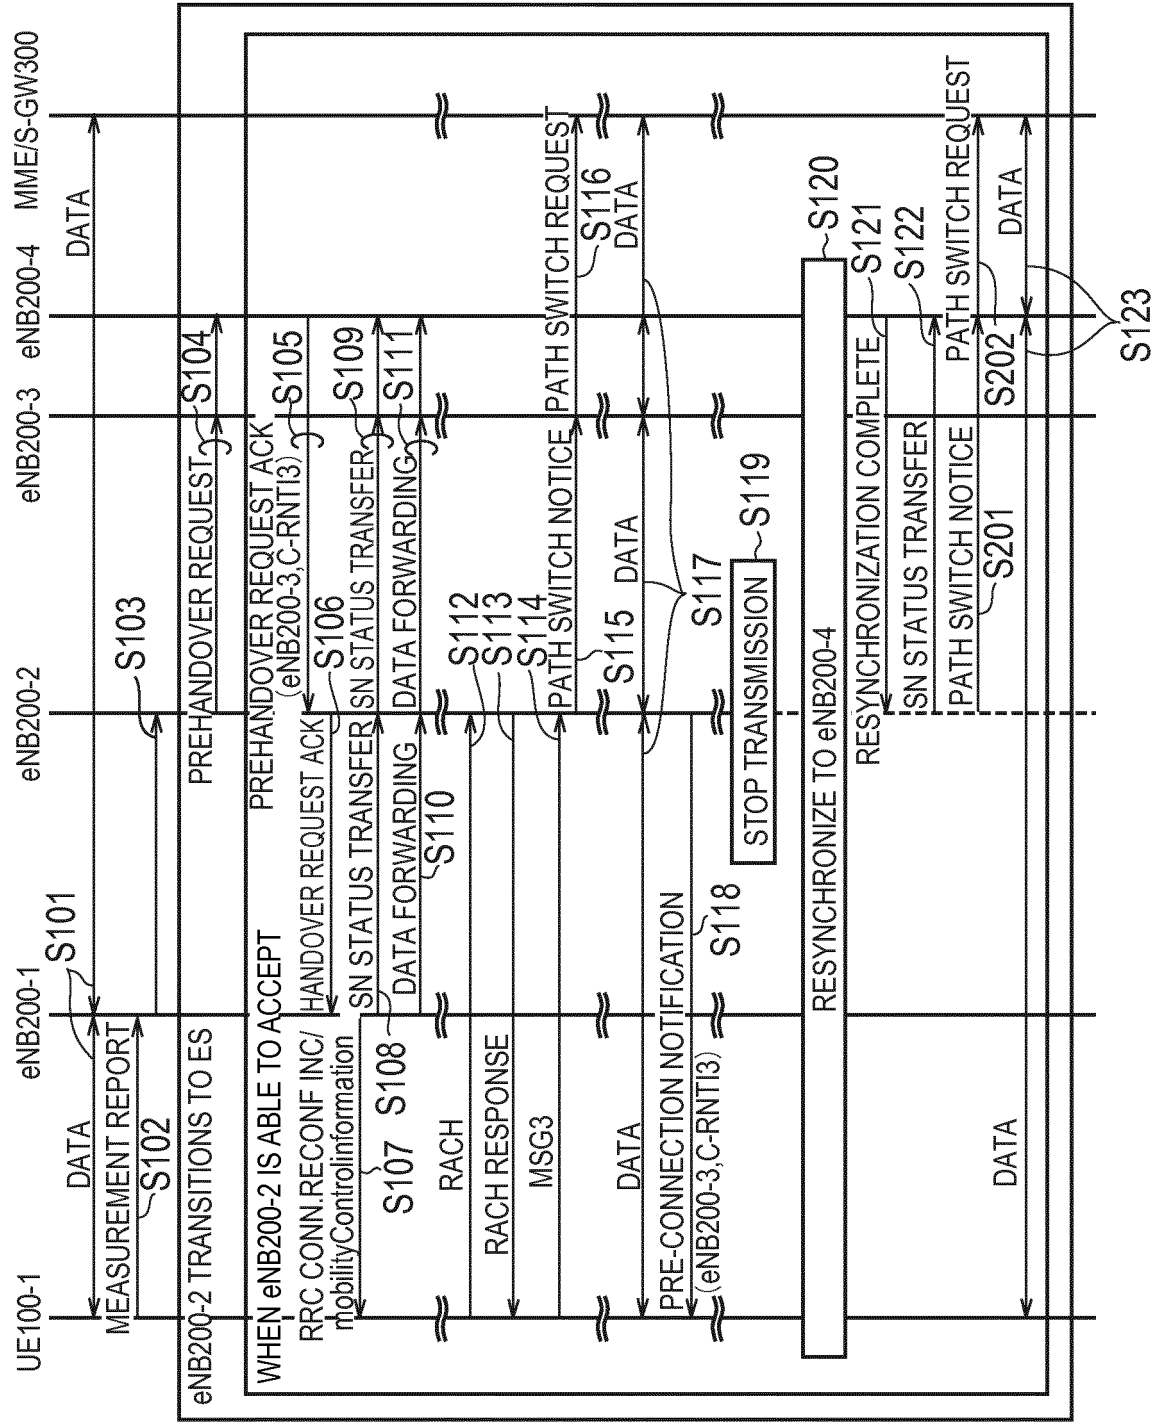 UE100-1
eNB200-1
eNB200-2
eNB200-3
eNB200-4
MME/S-GW300
DATA
S101
DATA
MEASUREMENT REPORT
S102
S103
eNB200-2 TRANSITIONS TO ES
PREHANDOVER REQUEST
S104
WHEN eNB200-2 IS ABLE TO ACCEPT
PREHANDOVER REQUEST ACK
(eNB200-3,C-RNTI3)
S105
HANDOVER REQUEST ACK
S106
RRC CONN.RECONF INC/
mobilityControlinformation
S107
SN STATUS TRANSFER
S108
SN STATUS TRANSFER
S109
DATA FORWARDING
S110
DATA FORWARDING
S111
RACH
S112
RACH RESPONSE
S113
MSG3
S114
PATH SWITCH NOTICE
S115
PATH SWITCH REQUEST
S116
DATA
DATA
DATA
S117
PRE-CONNECTION NOTIFICATION
(eNB200-3,C-RNTI3)
S118
STOP TRANSMISSION
S119
RESYNCHRONIZE TO eNB200-4
S120
RESYNCHRONIZATION COMPLETE
S121
SN STATUS TRANSFER
S122
PATH SWITCH NOTICE
S201
PATH SWITCH REQUEST
S202
DATA
DATA
S123